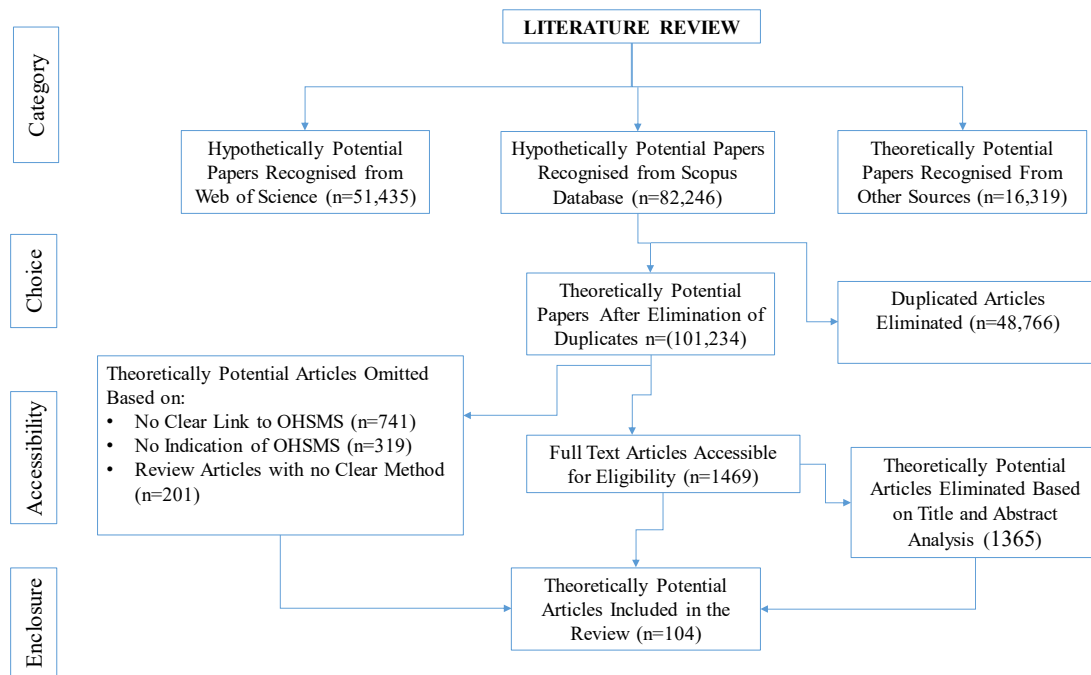 LITERATURE REVIEW
Category
Hypothetically Potential
Papers Recognised from
Web of Science (n=51,435)
Hypothetically Potential Papers
Recognised from Scopus
Database (n=82,246)
Theoretically Potential
Papers Recognised From
Other Sources (n=16,319)
Choice
Theoretically Potential
Papers After Elimination of
Duplicates n=(101,234)
Duplicated Articles
Eliminated (n=48,766)
Accessibility
Theoretically Potential Articles Omitted
Based on:
• No Clear Link to OHSMS (n=741)
• No Indication of OHSMS (n=319)
• Review Articles with no Clear Method
(n=201)
Full Text Articles Accessible
for Eligibility (n=1469)
Theoretically Potential
Articles Eliminated Based
on Title and Abstract
Analysis (1365)
Enclosure
Theoretically Potential
Articles Included in the
Review (n=104)